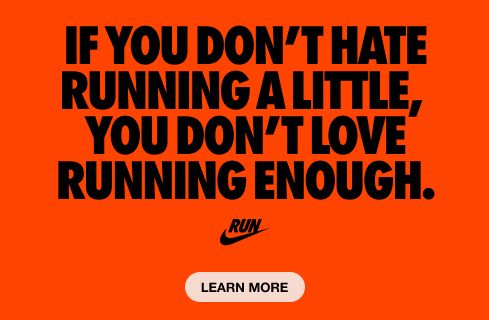 IF YOU DON'T HATE
RUNNING A LITTLE,
YOU DON'T LOVE
RUNNING ENOUGH.
RUN
LEARN MORE